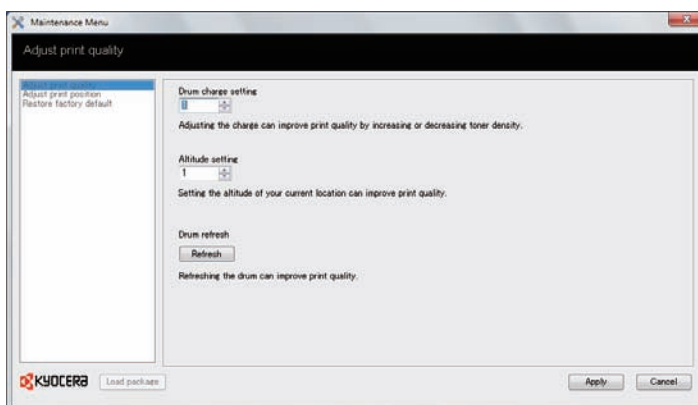 Maintenance Menu
Adjust print quality
Adjust print quality
Adjust print position
Restore factory default
Drum charge setting
Adjusting the charge can improve print quality by increasing or decreasing toner density.
Altitude setting
1
Setting the altitude of your current location can improve print quality.
Drum refresh
Refresh
Refreshing the drum can improve print quality.
KYOCERA
Load package
Apply
Cancel